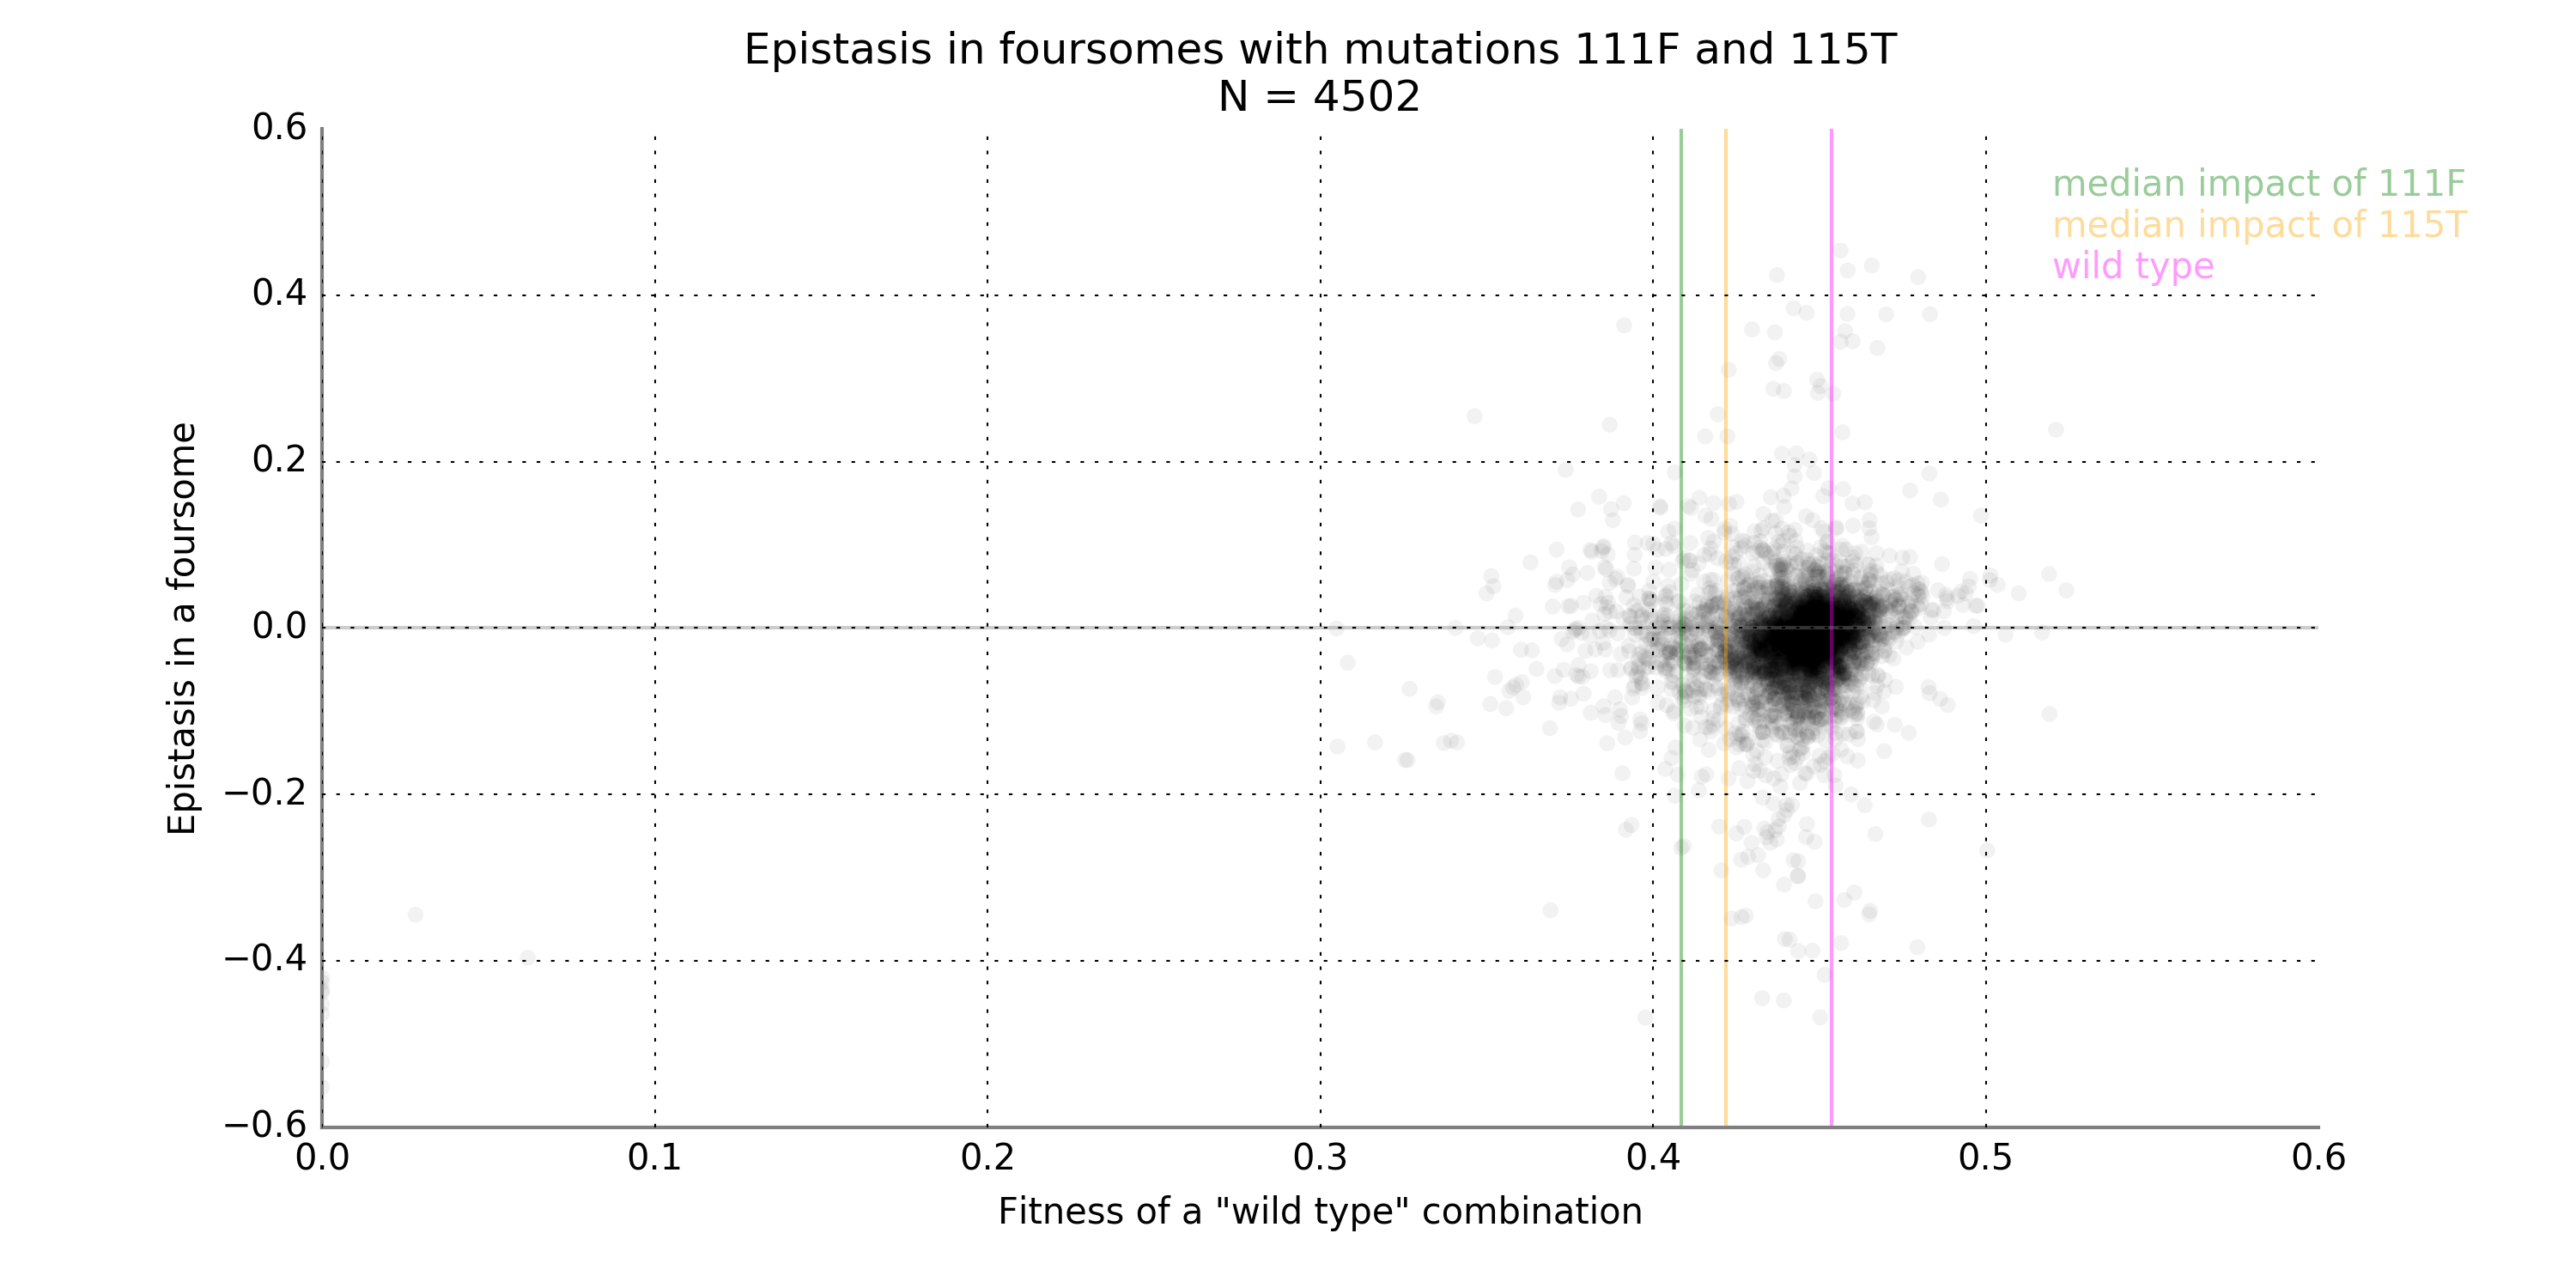 Epistasis in foursomes with mutations 111F and 115T
N = 4502
0.6
0.4
0.2
0.0
−0.2
−0.4
−0.6
Epistasis in a foursome
median impact of 111F
median impact of 115T
wild type
0.0 0.1 0.2 0.3 0.4 0.5 0.6
Fitness of a "wild type" combination